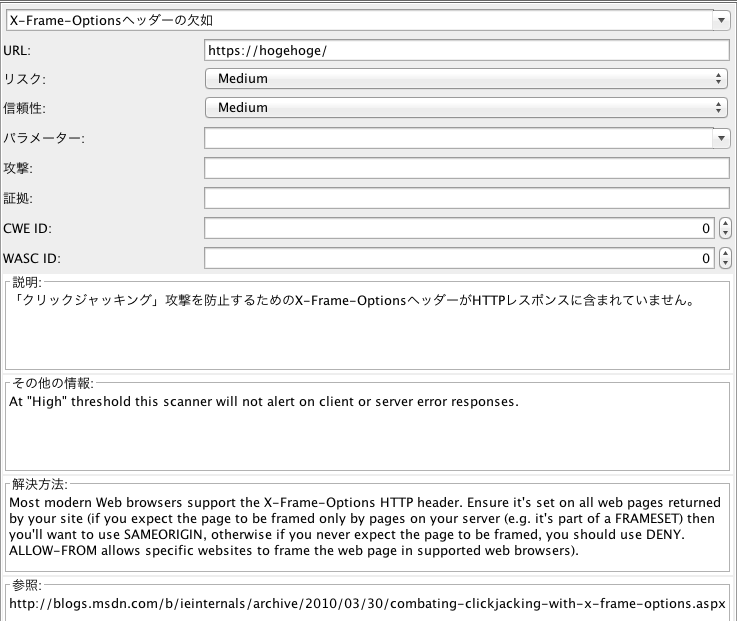 X-Frame-Optionsヘッダーの欠如
URL: https://hogehoge/
リスク: Medium
信頼性: Medium
パラメーター:
攻撃:
証拠:
CWE ID: 0
WASC ID: 0
説明:
「クリックジャッキング」攻撃を防止するためのX-Frame-OptionsヘッダーがHTTPレスポンスに含まれていません。
その他の情報:
At "High" threshold this scanner will not alert on client or server error responses.
解決方法:
Most modern Web browsers support the X-Frame-Options HTTP header. Ensure it's set on all web pages returned
by your site (if you expect the page to be framed only by pages on your server (e.g. it's part of a FRAMESET) then
you'll want to use SAMEORIGIN, otherwise if you never expect the page to be framed, you should use DENY.
ALLOW-FROM allows specific websites to frame the web page in supported web browsers).
参照:
http://blogs.msdn.com/b/ieinternals/archive/2010/03/30/combating-clickjacking-with-x-frame-options.aspx